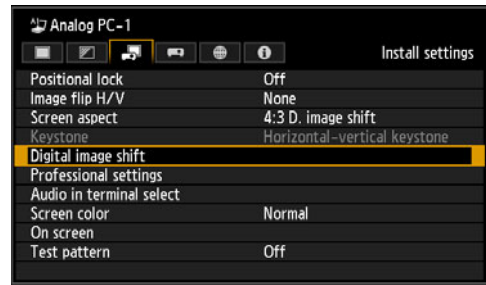 Analog PC-1
Install settings
Positional lock Off
Image flip H/V None
Screen aspect 4:3 D. image shift
Keystone Horizontal-vertical keystone
Digital image shift
Professional settings
Audio in terminal select
Screen color Normal
On screen
Test pattern Off